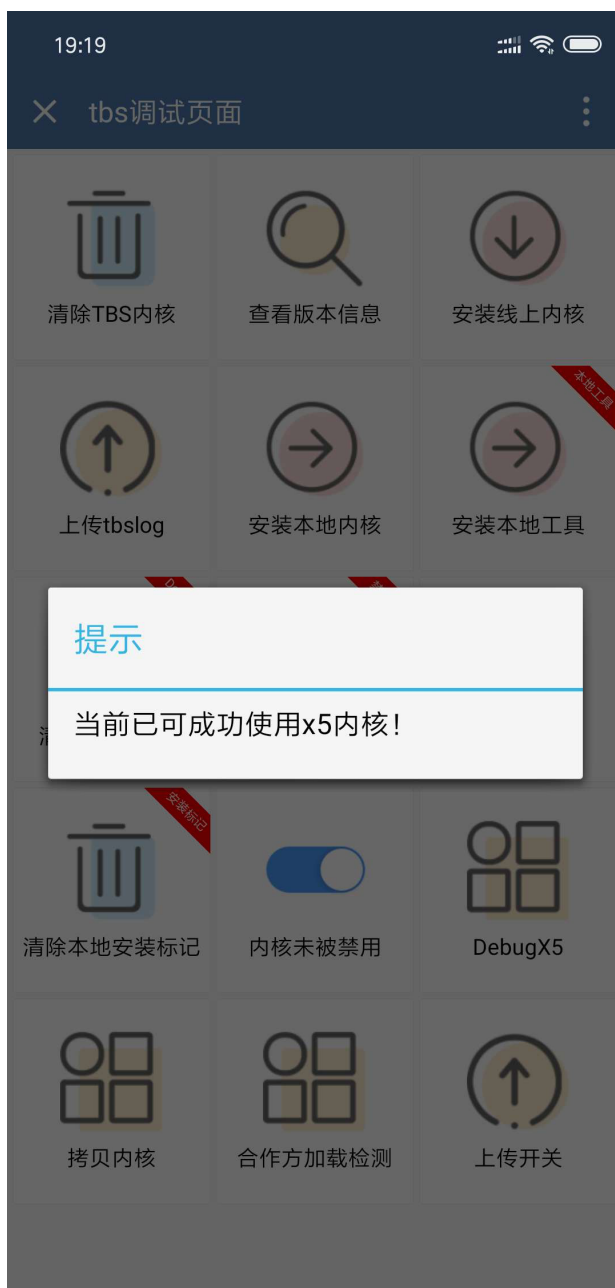 19:19
tbs调试页面
清除TBS内核
查看版本信息
安装线上内核
本地工具
上传tbslog
安装本地内核
安装本地工具
提示
当前已可成功使用x5内核!
安装标记
清除本地安装标记
内核未被禁用
DebugX5
拷贝内核
合作方加载检测
上传开关